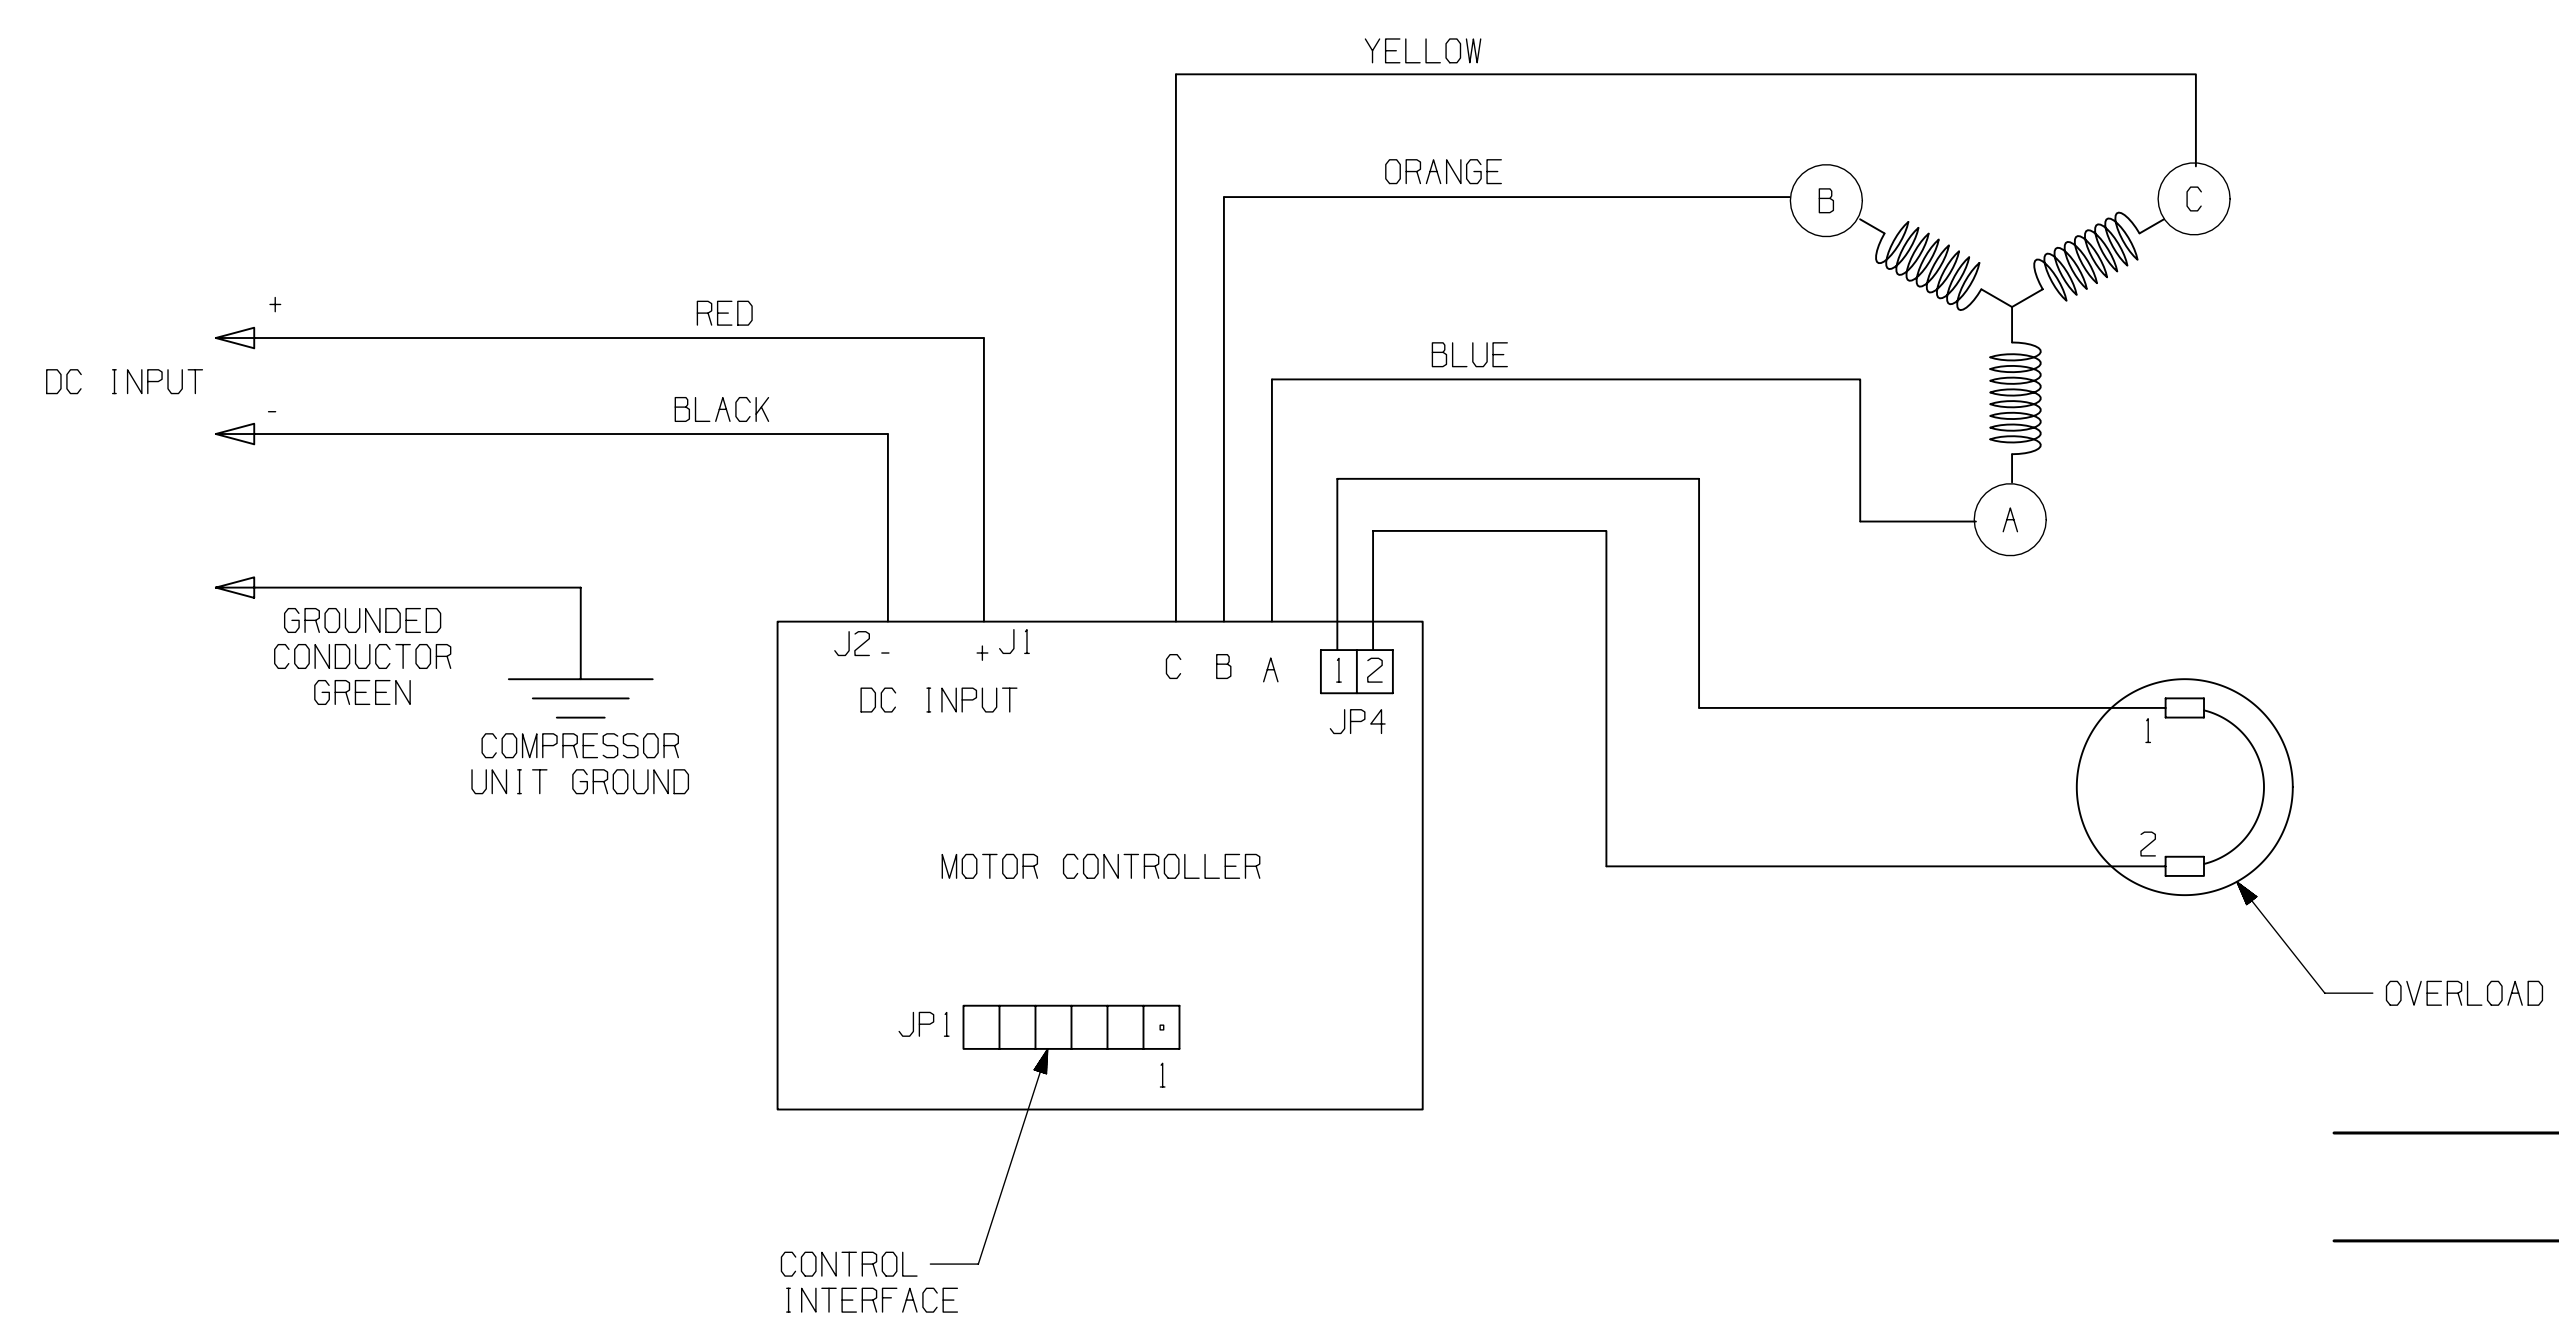 YELLOW
ORANGE
B
C
+
RED
BLUE
DC INPUT
-
BLACK
A
GROUNDED
CONDUCTOR
GREEN
J2 -
+ J1
C B A
1 2
DC INPUT
JP4
COMPRESSOR
UNIT GROUND
1
2
MOTOR CONTROLLER
OVERLOAD
JP1
1
CONTROL
INTERFACE